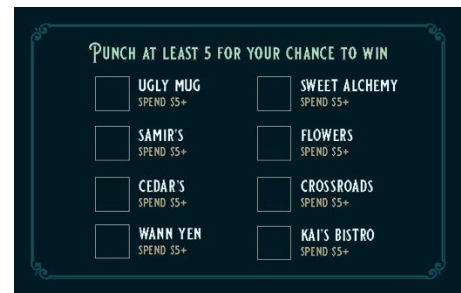 PUNCH AT LEAST 5 FOR YOUR CHANCE TO WIN
UGLY MUG
SPEND $5+
SAMIR'S
SPEND $5+
CEDAR'S
SPEND $5+
WANN YEN
SPEND $5+
SWEET ALCHEMY
SPEND $5+
FLOWERS
SPEND $5+
CROSSROADS
SPEND $5+
KAI'S BISTRO
SPEND $5+